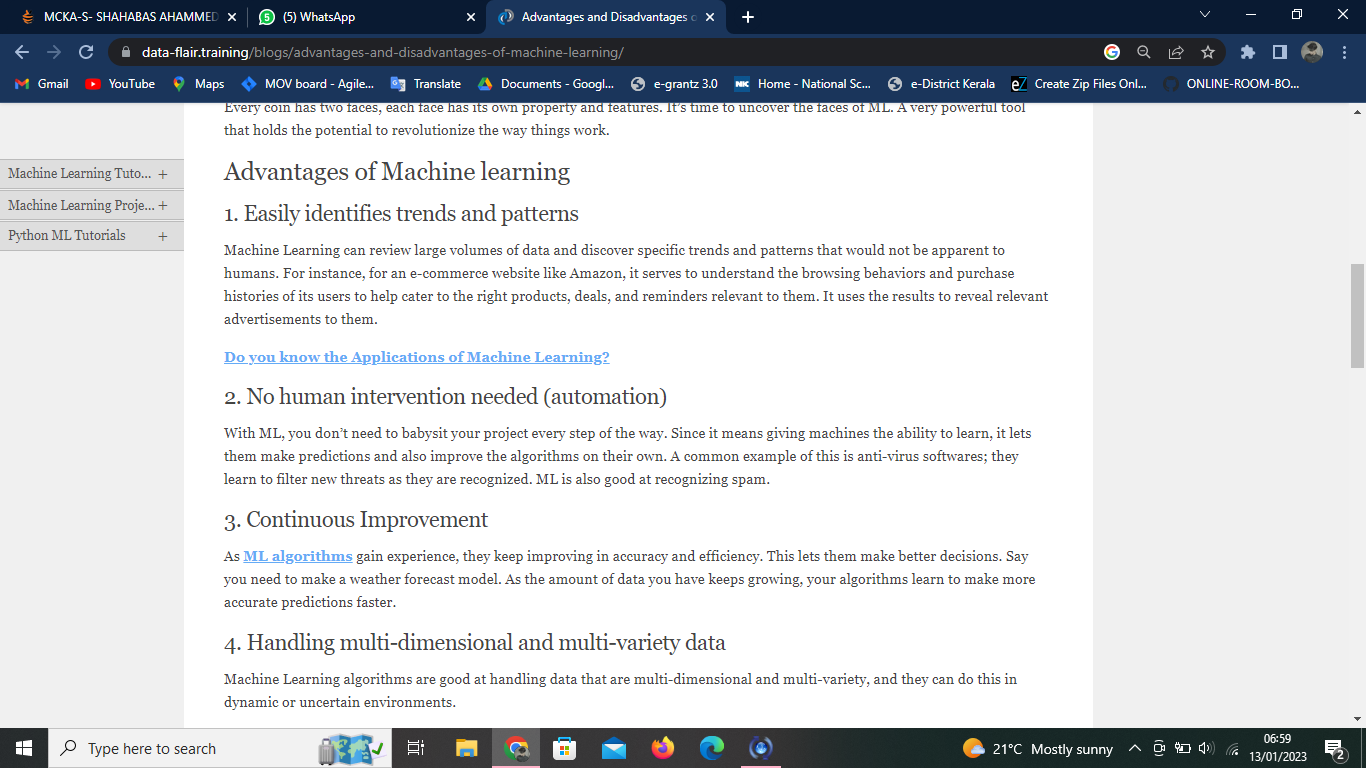 MCKA-S- SHAHABAS AHAMMED
(5) WhatsApp
Advantages and Disadvantages o
data-flair.training/blogs/advantages-and-disadvantages-of-machine-learning/
Gmail
YouTube
Maps
MOV board - Agile...
Translate
Documents - Googl...
e-grantz 3.0
Home - National Sc...
e-District Kerala
Create Zip Files Onl...
ONLINE-ROOM-BO...
Every coin has two faces, each face has its own property and features. It's time to uncover the faces of ML. A very powerful tool
that holds the potential to revolutionize the way things work.
Machine Learning Tuto... +
Machine Learning Proje... +
Python ML Tutorials +
Advantages of Machine learning
1. Easily identifies trends and patterns
Machine Learning can review large volumes of data and discover specific trends and patterns that would not be apparent to
humans. For instance, for an e-commerce website like Amazon, it serves to understand the browsing behaviors and purchase
histories of its users to help cater to the right products, deals, and reminders relevant to them. It uses the results to reveal relevant
advertisements to them.
Do you know the Applications of Machine Learning?
2. No human intervention needed (automation)
With ML, you don't need to babysit your project every step of the way. Since it means giving machines the ability to learn, it lets
them make predictions and also improve the algorithms on their own. A common example of this is anti-virus softwares; they
learn to filter new threats as they are recognized. ML is also good at recognizing spam.
3. Continuous Improvement
As ML algorithms gain experience, they keep improving in accuracy and efficiency. This lets them make better decisions. Say
you need to make a weather forecast model. As the amount of data you have keeps growing, your algorithms learn to make more
accurate predictions faster.
4. Handling multi-dimensional and multi-variety data
Machine Learning algorithms are good at handling data that are multi-dimensional and multi-variety, and they can do this in
dynamic or uncertain environments.
Type here to search
21°C Mostly sunny
06:59
13/01/2023
2